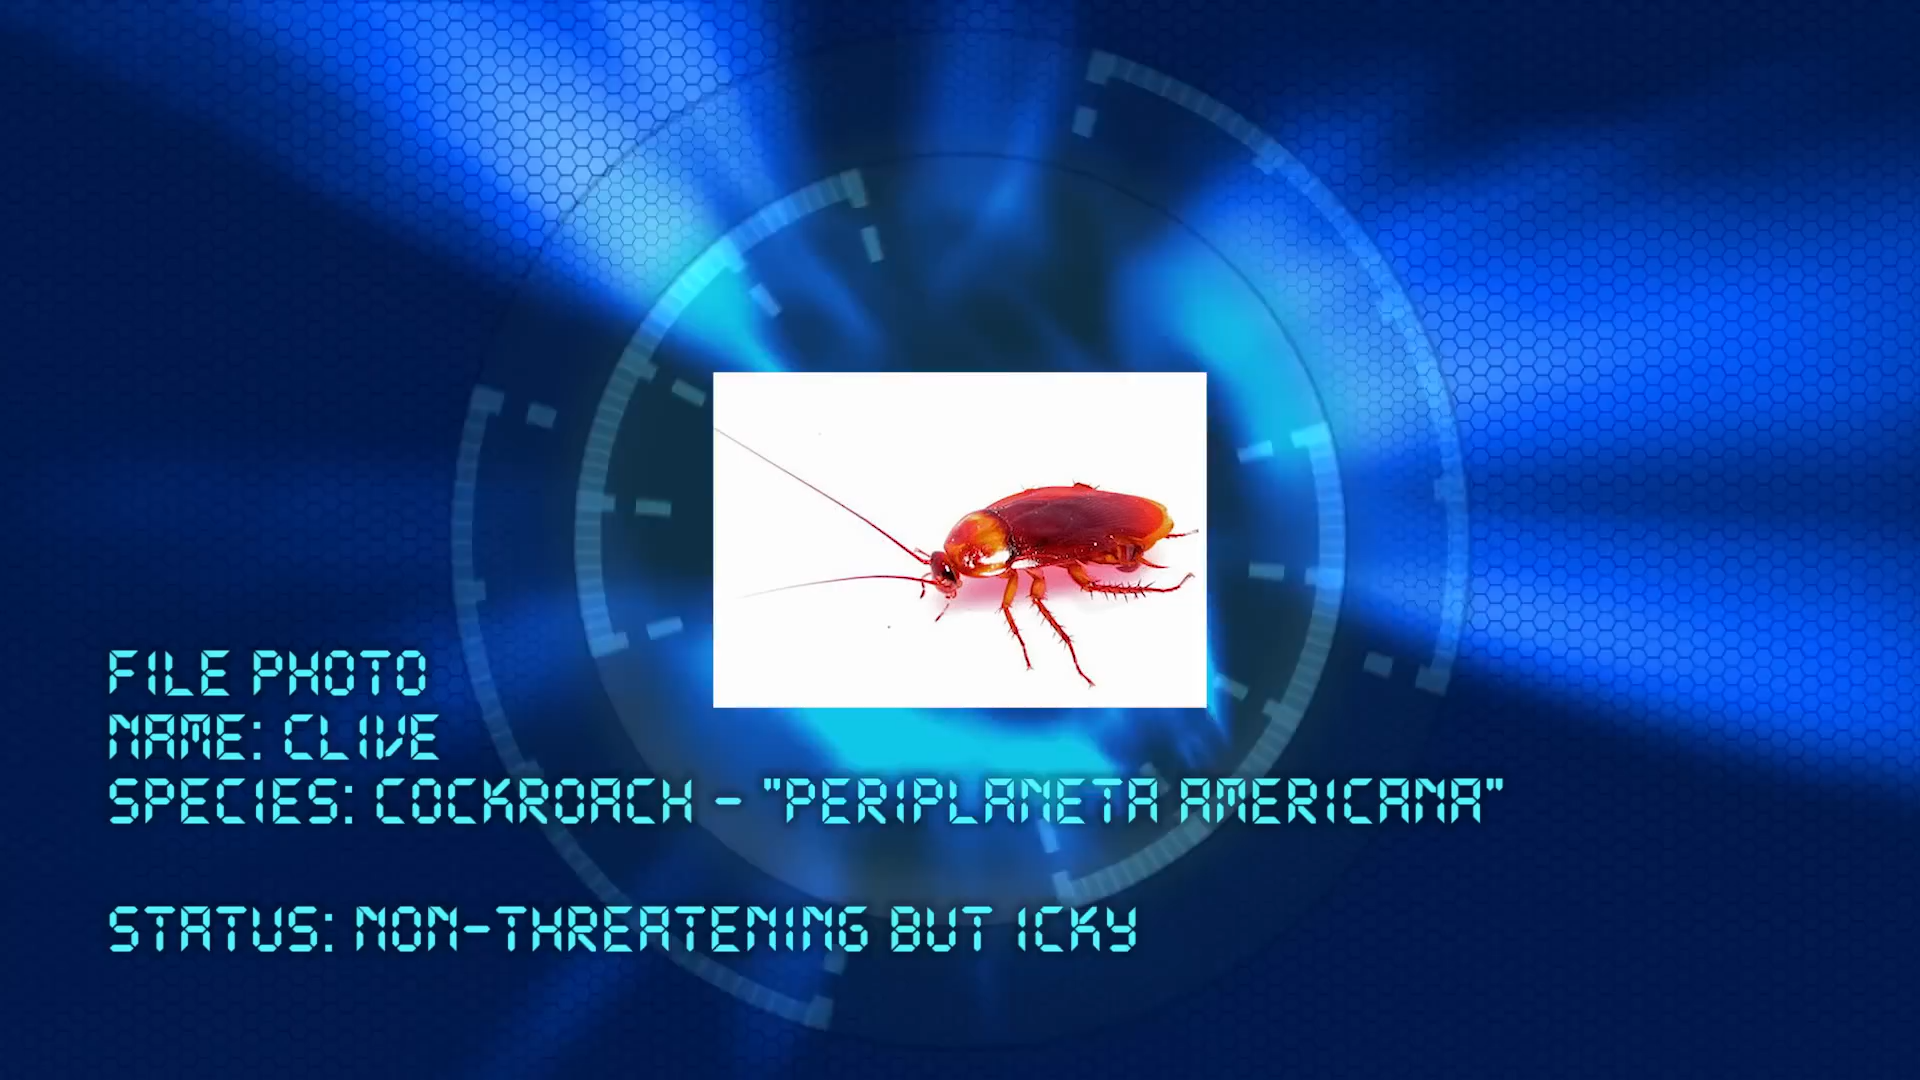 FILE PHOTO
NAME: CLIVE
SPECIES: COCKROACH - "PERIPLANETA AMERICANA"
STATUS: NON-THREATENING BUT ICKY